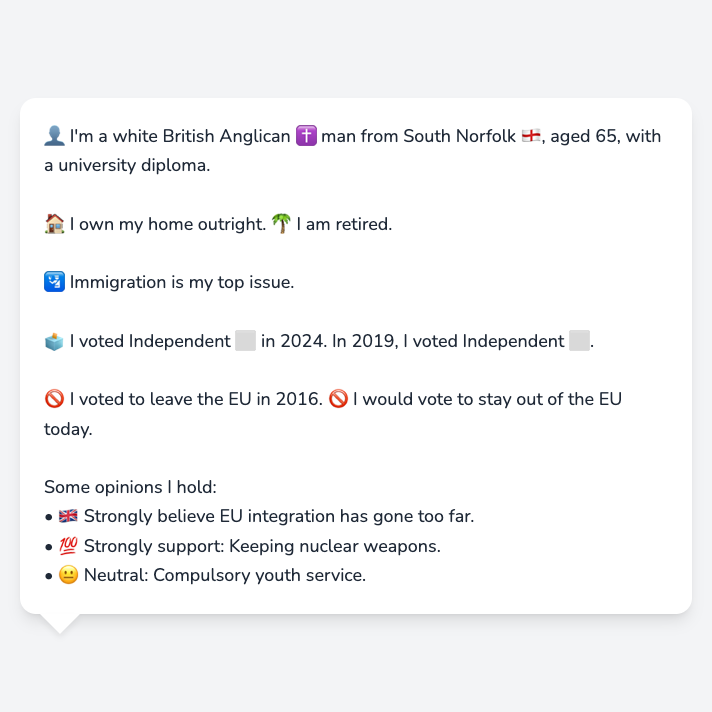 👤 I'm a white British Anglican ✝️ man from South Norfolk 🏴󠁧󠁢󠁥󠁮󠁧󠁿, aged 65, with
a university diploma.
🏠 I own my home outright. 🌴 I am retired.
🛂 Immigration is my top issue.
🗳️ I voted Independent ⬜ in 2024. In 2019, I voted Independent ⬜.
🚫 I voted to leave the EU in 2016. 🚫 I would vote to stay out of the EU
today.
Some opinions I hold:
• 🇬🇧 Strongly believe EU integration has gone too far.
• 💯 Strongly support: Keeping nuclear weapons.
• 😐 Neutral: Compulsory youth service.